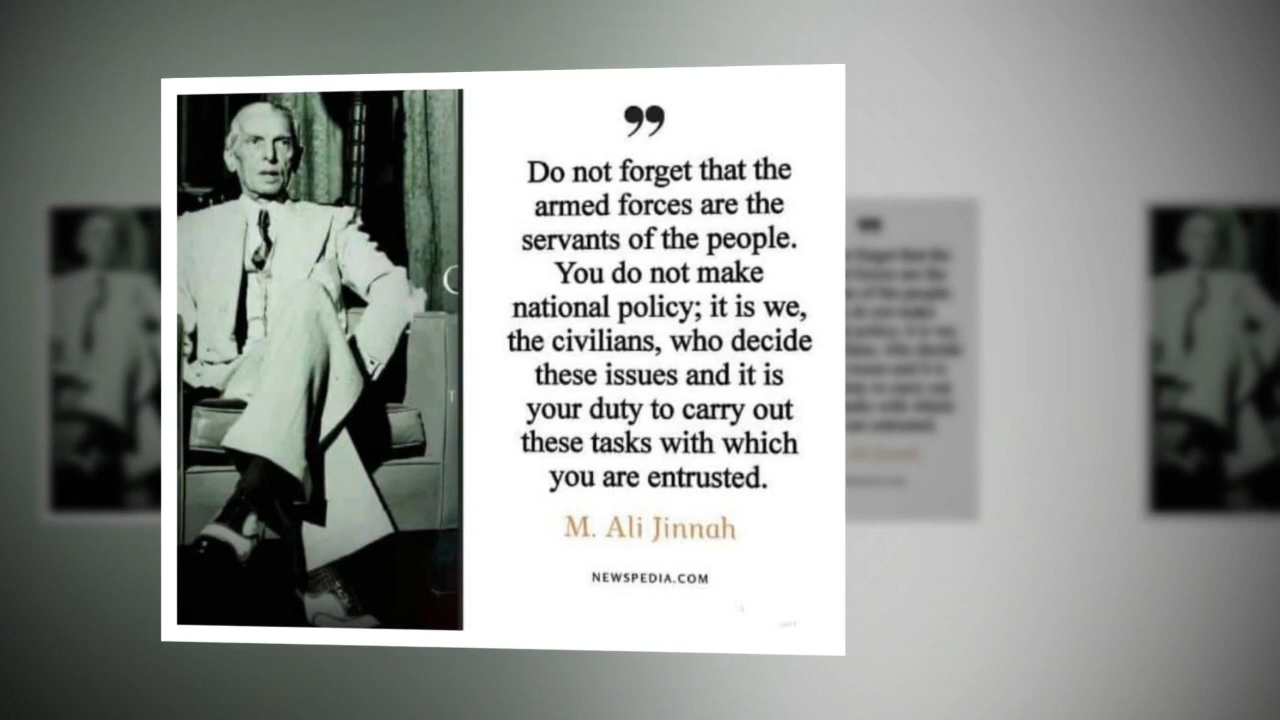 Do not forget that the
armed forces are the
servants of the people.
You do not make
national policy; it is we,
the civilians, who decide
these issues and it is
your duty to carry out
these tasks with which
you are entrusted.
M. Ali Jinnah
NEWSPEDIA.COM